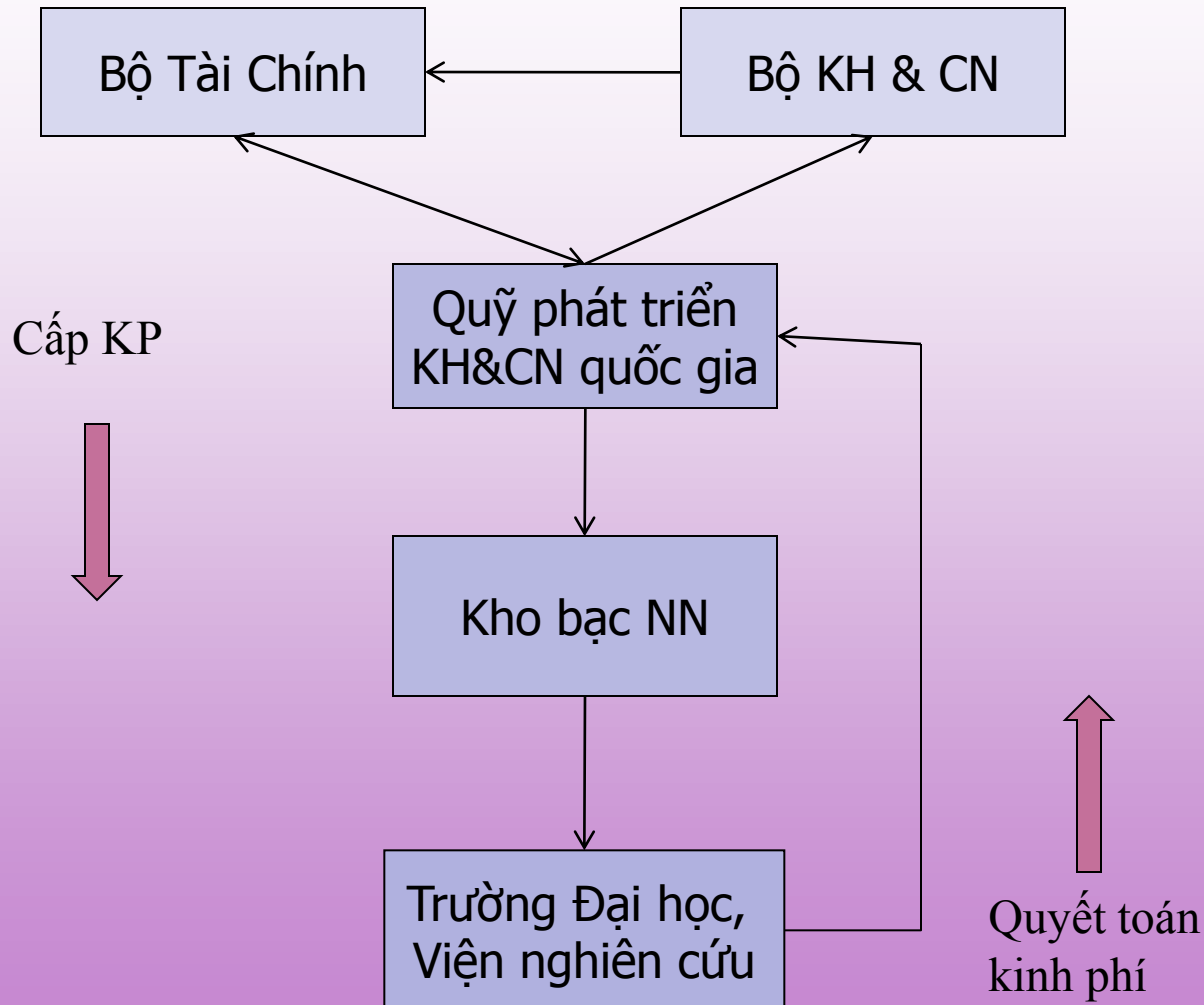 Bộ Tài Chính
Bộ KH & CN
Quỹ phát triển
KH&CN quốc gia
Cấp KP
Kho bạc NN
Trường Đại học,
Viện nghiên cứu
Quyết toán
kinh phí